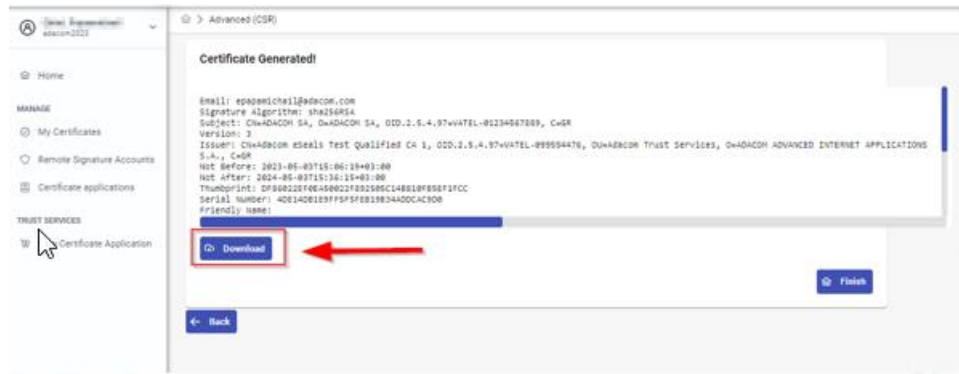 adacom2023
Advanced (CSR)
Home
MANAGE
My Certificates
Remote Signature Accounts
Certificate applications
TRUST SERVICES
Certificate Application
Certificate Generated!
Email: epapamichail@adacom.com
Signature Algorithm: sha256RSA
Subject: CN=ADACOM SA, O=ADACOM SA, OID.2.5.4.97=VATEL-01234567889, C=GR
Version: 3
Issuer: CN=Adacom eSeals Test Qualified CA 1, OID.2.5.4.97=VATEL-099554476, OU=Adacom Trust Services, O=ADACOM ADVANCED INTERNET APPLICATIONS
S.A., C=GR
Not Before: 2023-05-03T15:06:15+03:00
Not After: 2024-05-03T15:16:15+03:00
Thumbprint:
Serial Number:
Friendly Name:
Download
Finish
Back